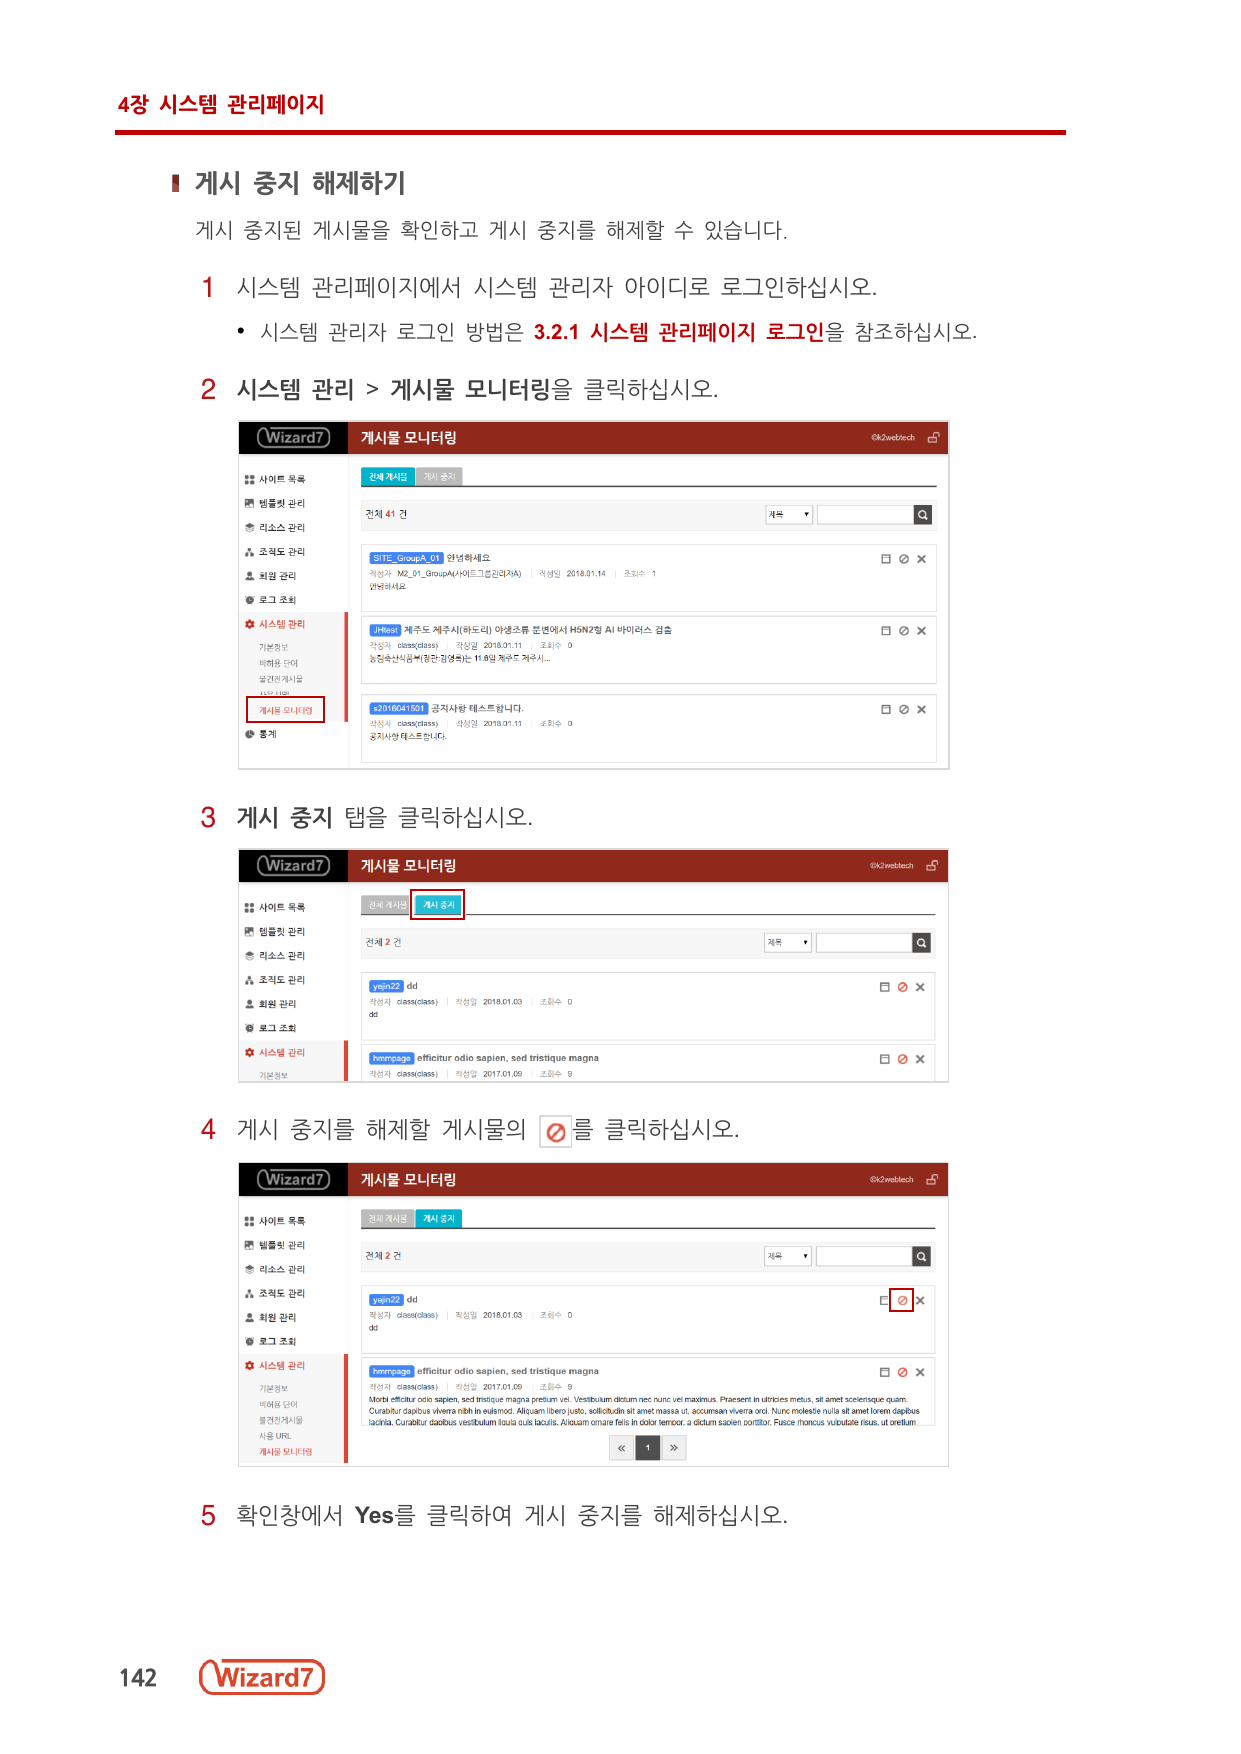 4장 시스템 관리페이지
게시 중지 해제하기
게시 중지된 게시물을 확인하고 게시 중지를 해제할 수 있습니다.
1 시스템 관리페이지에서 시스템 관리자 아이디로 로그인하십시오.
• 시스템 관리자 로그인 방법은 3.2.1 시스템 관리페이지 로그인을 참조하십시오.
2 시스템 관리 > 게시물 모니터링을 클릭하십시오.
Wizard7 게시물 모니터링 ©k2webtech
사이트 목록
템플릿 관리
리소스 관리
조직도 관리
회원 관리
로그 조회
시스템 관리
기본정보
비허용 단어
불건전게시물
사용 URL
게시물 모니터링
통계
전체 게시물 게시 중지
전체 41 건 제목
SITE_GroupA_01 안녕하세요
작성자 M2_01_GroupA(사이트그룹관리자A) 작성일 2018.01.14 조회수 1
안녕하세요
JHtest 제주도 제주시(하도리) 야생조류 분변에서 H5N2형 AI 바이러스 검출
작성자 class(class) 작성일 2018.01.11 조회수 0
농림축산식품부(장관:김영록)는 11.6일 제주도 제주시...
s2016041501 공지사항 테스트합니다.
작성자 class(class) 작성일 2018.01.11 조회수 0
공지사항 테스트합니다.
3 게시 중지 탭을 클릭하십시오.
Wizard7 게시물 모니터링 ©k2webtech
사이트 목록
템플릿 관리
리소스 관리
조직도 관리
회원 관리
로그 조회
시스템 관리
기본정보
전체 게시물 게시 중지
전체 2 건 제목
yejin22 dd
작성자 class(class) 작성일 2018.01.03 조회수 0
dd
hmmpage efficitur odio sapien, sed tristique magna
작성자 class(class) 작성일 2017.01.09 조회수 9
4 게시 중지를 해제할 게시물의 를 클릭하십시오.
Wizard7 게시물 모니터링 ©k2webtech
사이트 목록
템플릿 관리
리소스 관리
조직도 관리
회원 관리
로그 조회
시스템 관리
기본정보
비허용 단어
불건전게시물
사용 URL
게시물 모니터링
전체 게시물 게시 중지
전체 2 건 제목
yejin22 dd
작성자 class(class) 작성일 2018.01.03 조회수 0
dd
hmmpage efficitur odio sapien, sed tristique magna
작성자 class(class) 작성일 2017.01.09 조회수 9
Morbi efficitur odio sapien, sed tristique magna pretium vel. Vestibulum dictum nec nunc vel maximus. Praesent in ultricies metus, sit amet scelerisque quam.
Curabitur dapibus viverra nibh in euismod. Aliquam libero justo, sollicitudin sit amet massa ut, accumsan viverra orci. Nunc molestie nulla sit amet lorem dapibus
lacinia. Curabitur dapibus vestibulum ligula quis iaculis. Aliquam ornare felis in dolor tempor, a dictum sapien porttitor. Fusce rhoncus vulputate risus, ut pretium
« 1 »
5 확인창에서 Yes를 클릭하여 게시 중지를 해제하십시오.
142 Wizard7